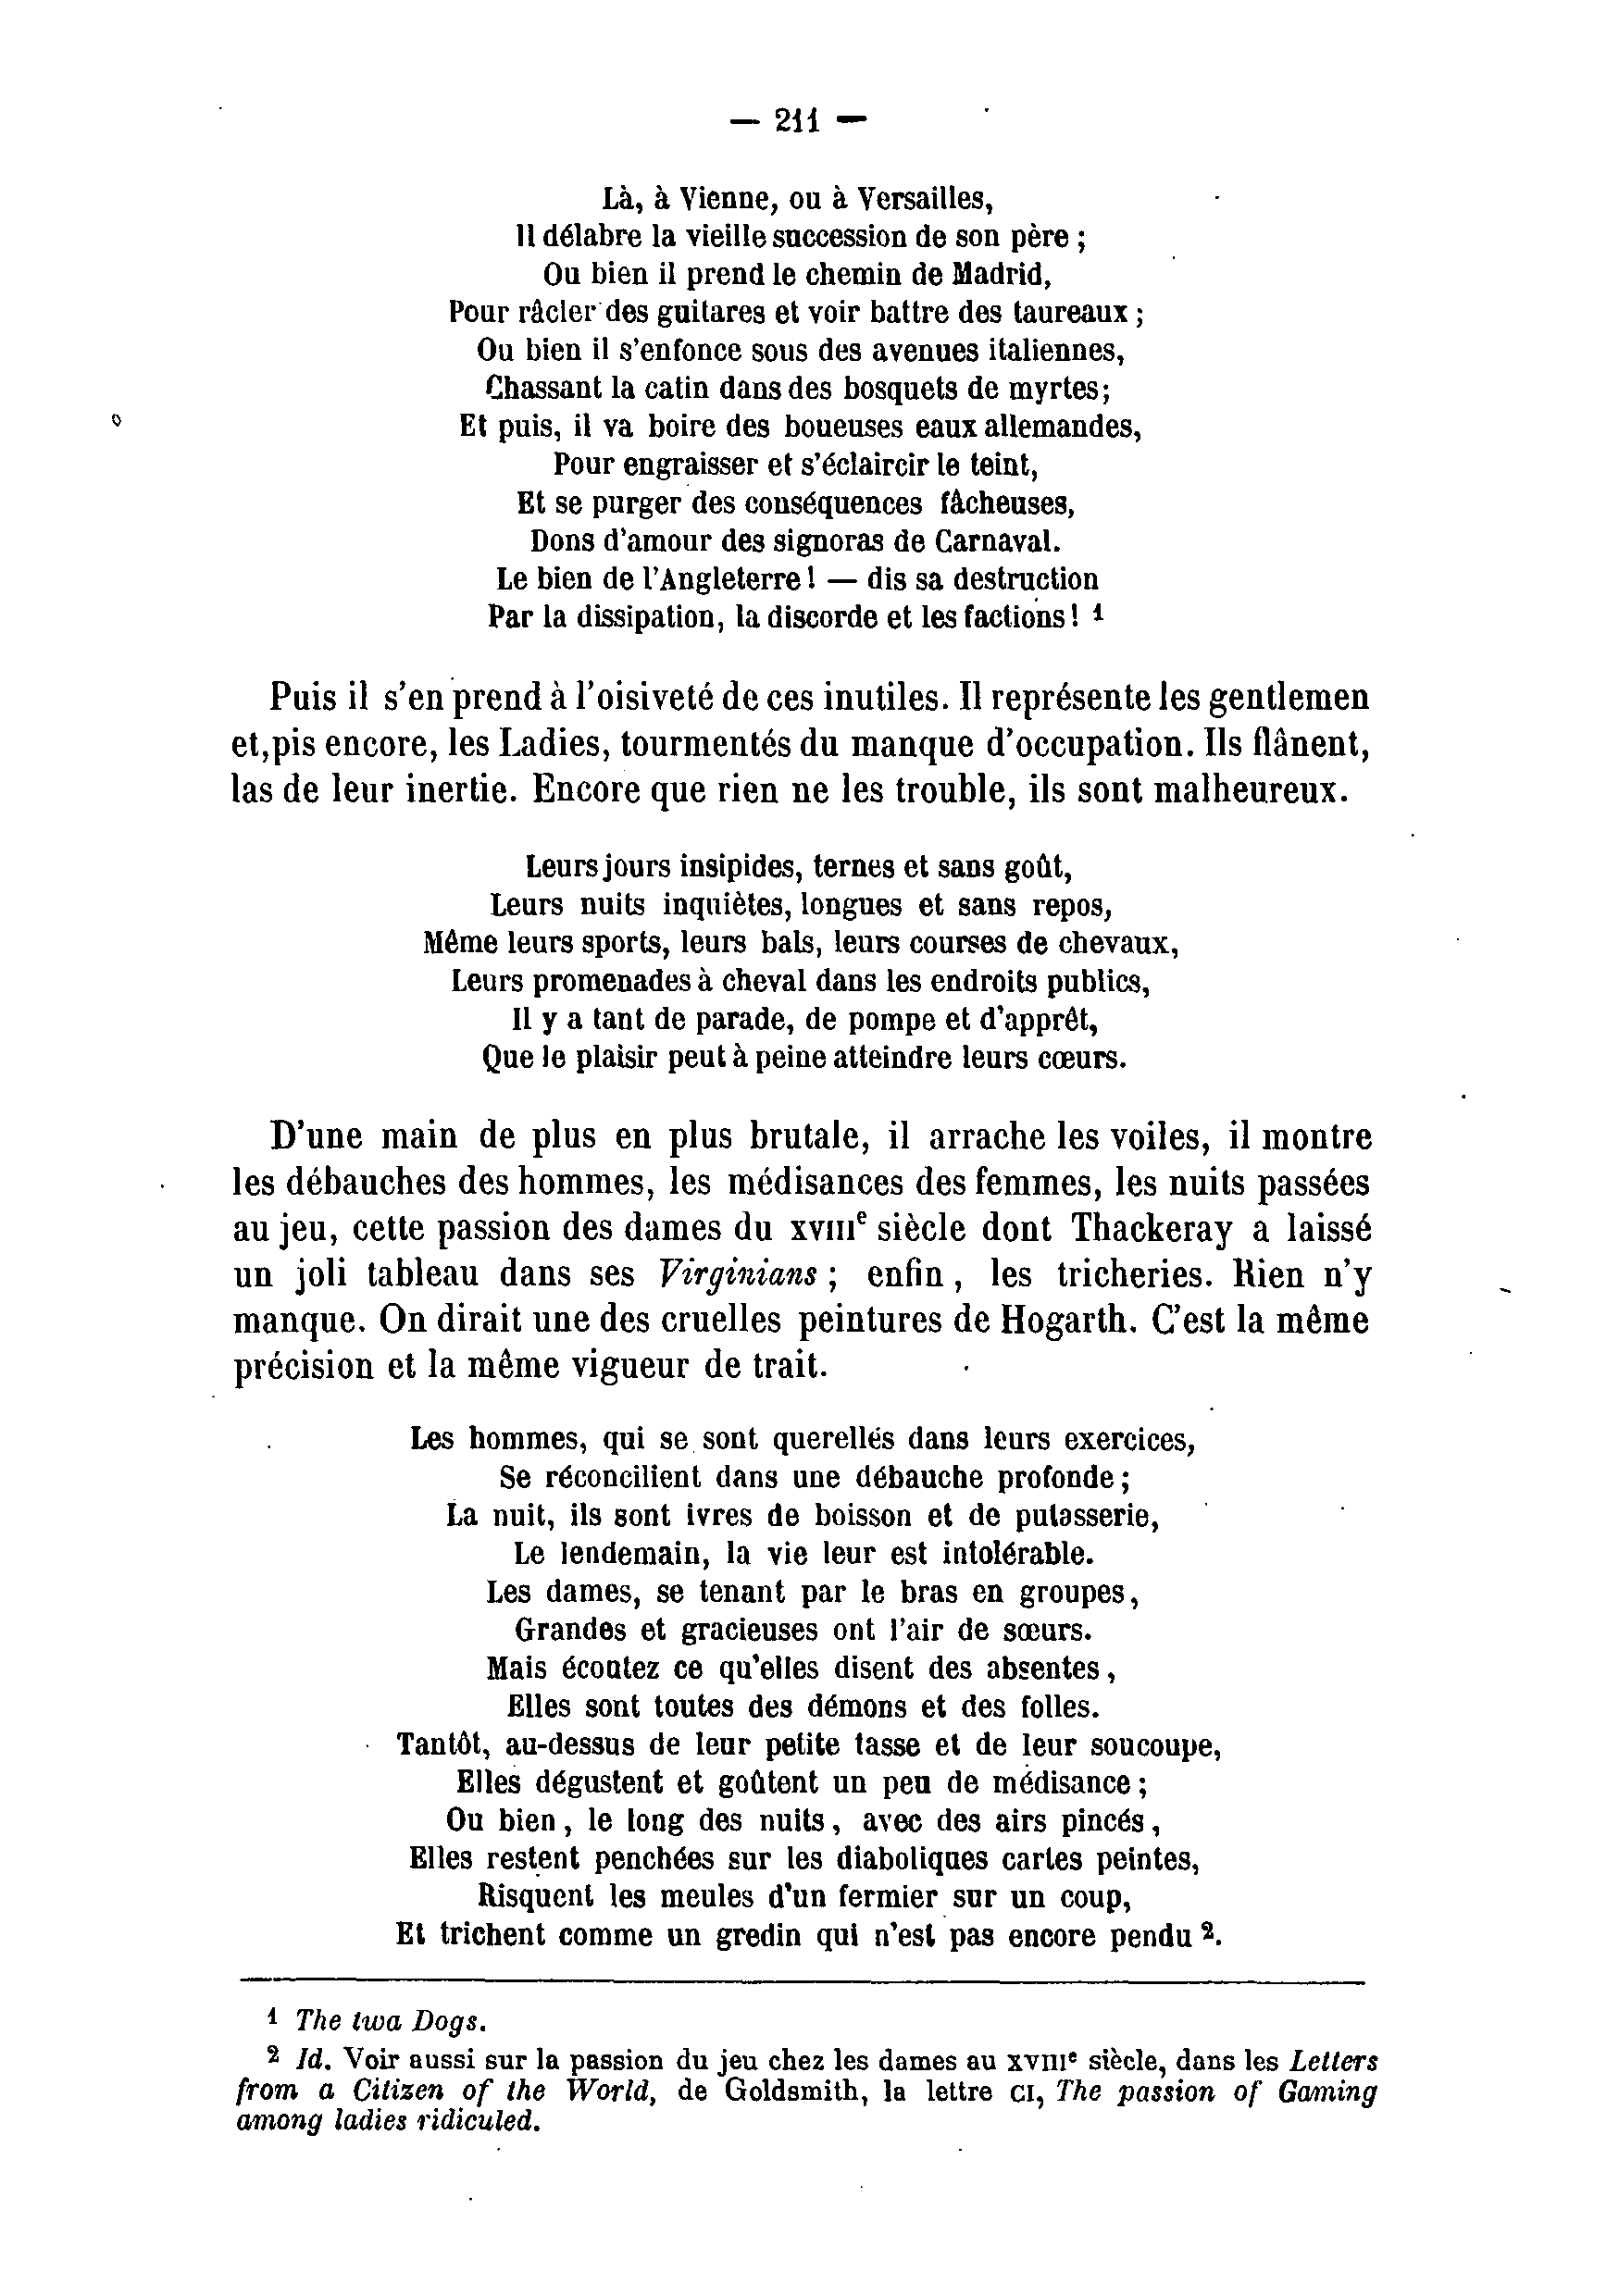 — 211 —
Là, à Vienne, ou à Versailles,
Il délabre la vieille succession de son père ;
Ou bien il prend le chemin de Madrid,
Pour râcler des guitares et voir battre des taureaux ;
Ou bien il s'enfonce sous des avenues italiennes,
Chassant la catin dans des bosquets de myrtes;
Et puis, il va boire des boueuses eaux allemandes,
Pour engraisser et s'éclaircir le teint,
Et se purger des conséquences fâcheuses,
Dons d'amour des signoras de Carnaval.
Le bien de l'Angleterre ! — dis sa destruction
Par la dissipation, la discorde et les factions ! 1
Puis il s'en prend à l'oisiveté de ces inutiles. Il représente les gentlemen
et, pis encore, les Ladies, tourmentés du manque d'occupation. Ils flânent,
las de leur inertie. Encore que rien ne les trouble, ils sont malheureux.
Leurs jours insipides, ternes et sans goût,
Leurs nuits inquiètes, longues et sans repos,
Même leurs sports, leurs bals, leurs courses de chevaux,
Leurs promenades à cheval dans les endroits publics,
Il y a tant de parade, de pompe et d'apprêt,
Que le plaisir peut à peine atteindre leurs cœurs.
D'une main de plus en plus brutale, il arrache les voiles, il montre
les débauches des hommes, les médisances des femmes, les nuits passées
au jeu, cette passion des dames du XVIIIe siècle dont Thackeray a laissé
un joli tableau dans ses Virginians ; enfin, les tricheries. Rien n'y
manque. On dirait une des cruelles peintures de Hogarth. C'est la même
précision et la même vigueur de trait.
Les hommes, qui se sont querellés dans leurs exercices,
Se réconcilient dans une débauche profonde ;
La nuit, ils sont ivres de boisson et de putasserie,
Le lendemain, la vie leur est intolérable.
Les dames, se tenant par le bras en groupes,
Grandes et gracieuses ont l'air de sœurs.
Mais écoutez ce qu'elles disent des absentes,
Elles sont toutes des démons et des folles.
Tantôt, au-dessus de leur petite tasse et de leur soucoupe,
Elles dégustent et goûtent un peu de médisance ;
Ou bien, le long des nuits, avec des airs pincés,
Elles restent penchées sur les diaboliques cartes peintes,
Risquent les meules d'un fermier sur un coup,
Et trichent comme un gredin qui n'est pas encore pendu 2.
1 The twa Dogs.
2 Id. Voir aussi sur la passion du jeu chez les dames au XVIIIe siècle, dans les Letters
from a Citizen of the World, de Goldsmith, la lettre CI, The passion of Gaming
among ladies ridiculed.